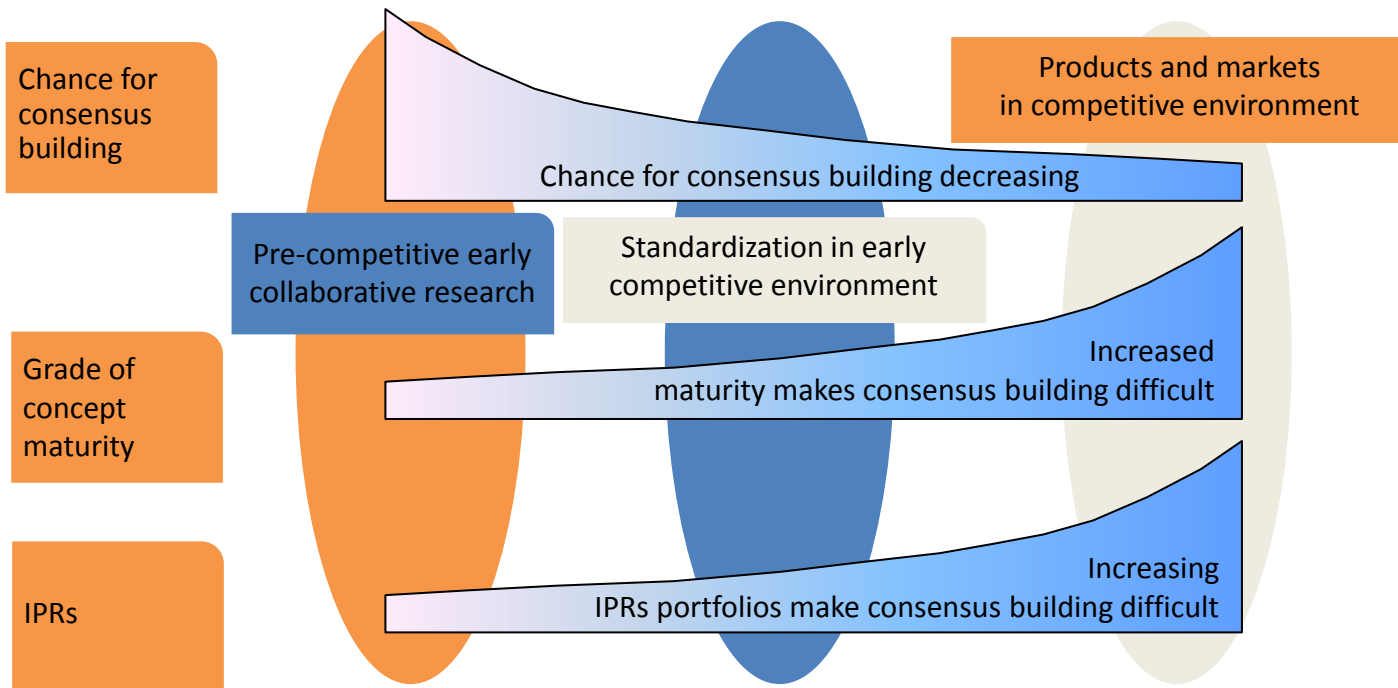 Chance for
consensus
building
Products and markets
in competitive environment
Chance for consensus building decreasing
Pre-competitive early
collaborative research
Standardization in early
competitive environment
Grade of
concept
maturity
Increased
maturity makes consensus building difficult
IPRs
Increasing
IPRs portfolios make consensus building difficult